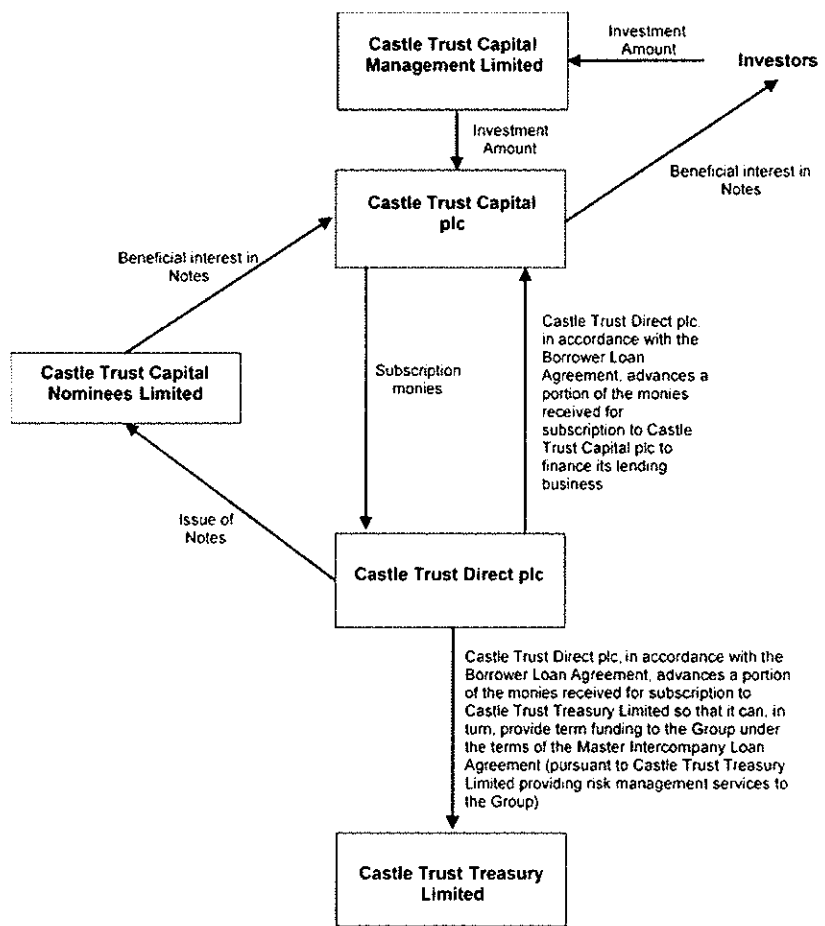 Castle Trust Capital
Management Limited
Investment
Amount
Investors
Investment
Amount
Castle Trust Capital
plc
Beneficial interest in
Notes
Beneficial interest in
Notes
Castle Trust Capital
Nominees Limited
Subscription
monies
Castle Trust Direct plc,
in accordance with the
Borrower Loan
Agreement, advances a
portion of the monies
received for
subscription to Castle
Trust Capital plc to
finance its lending
business
Issue of
Notes
Castle Trust Direct plc
Castle Trust Direct plc, in accordance with the
Borrower Loan Agreement, advances a portion
of the monies received for subscription to
Castle Trust Treasury Limited so that it can, in
turn, provide term funding to the Group under
the terms of the Master Intercompany Loan
Agreement (pursuant to Castle Trust Treasury
Limited providing risk management services to
the Group)
Castle Trust Treasury
Limited